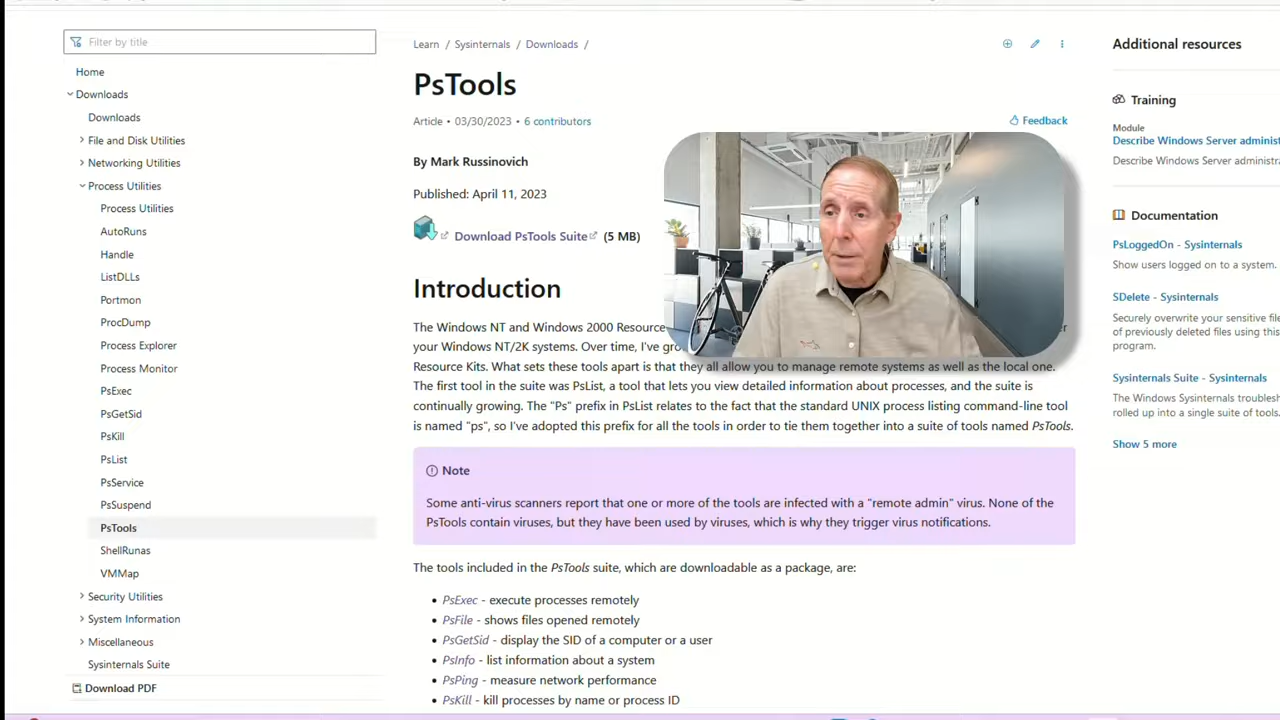 Filter by title
Home
Downloads
Downloads
File and Disk Utilities
Networking Utilities
Process Utilities
Process Utilities
AutoRuns
Handle
ListDLLs
Portmon
ProcDump
Process Explorer
Process Monitor
PsExec
PsGetSid
PsKill
PsList
PsService
PsSuspend
PsTools
ShellRunas
VMMap
Security Utilities
System Information
Miscellaneous
Sysinternals Suite
Download PDF
Learn / Sysinternals / Downloads /
PsTools
Article • 03/30/2023 • 6 contributors
Feedback
By Mark Russinovich
Published: April 11, 2023
Download PsTools Suite (5 MB)
Introduction
The Windows NT and Windows 2000 Resource
your Windows NT/2K systems. Over time, I've
Resource Kits. What sets these tools apart is that they all allow you to manage remote systems as well as the local one.
The first tool in the suite was PsList, a tool that lets you view detailed information about processes, and the suite is
continually growing. The "Ps" prefix in PsList relates to the fact that the standard UNIX process listing command-line tool
is named "ps", so I've adopted this prefix for all the tools in order to tie them together into a suite of tools named PsTools.
Note
Some anti-virus scanners report that one or more of the tools are infected with a "remote admin" virus. None of the
PsTools contain viruses, but they have been used by viruses, which is why they trigger virus notifications.
The tools included in the PsTools suite, which are downloadable as a package, are:
• PsExec - execute processes remotely
• PsFile - shows files opened remotely
• PsGetSid - display the SID of a computer or a user
• PsInfo - list information about a system
• PsPing - measure network performance
• PsKill - kill processes by name or process ID
Additional resources
Training
Module
Describe Windows Server administ
Describe Windows Server administra
Documentation
PsLoggedOn - Sysinternals
Show users logged on to a system.
SDelete - Sysinternals
Securely overwrite your sensitive file
of previously deleted files using this
program.
Sysinternals Suite - Sysinternals
The Windows Sysinternals troublesh
rolled up into a single suite of tools.
Show 5 more